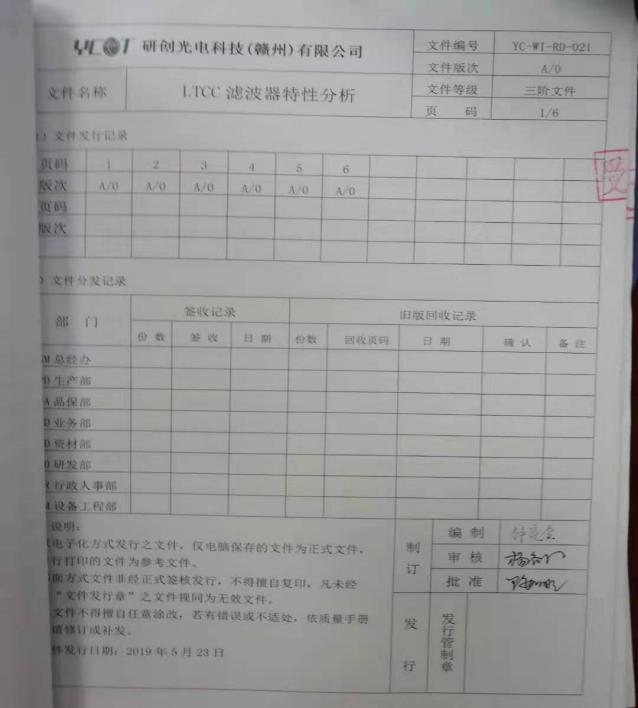 YCOT 研创光电科技(赣州)有限公司
文件编号 YC-WI-RD-021
文件版次 A/0
文件名称 LTCC 滤波器特性分析
文件等级 三阶文件
页 码 1/6
) 文件发行记录
页码 1 2 3 4 5 6
版次 A/0 A/0 A/0 A/0 A/0 A/0
页码
版次
受
) 文件分发记录
部 门 签收记录 旧版回收记录
份 数 签 收 日 期 份数 回收页码 日 期 确 认 备 注
M 总经办
D 生产部
A 品保部
D 业务部
D 资材部
D 研发部
R 行政人事部
设备工程部
说明:
电子化方式发行之文件，仅电脑保存的文件为正式文件，
行打印的文件为参考文件。
面方式文件非经正式签核发行，不得擅自复印，凡未经
“文件发行章”之文件视同为无效文件。
文件不得擅自任意涂改，若有错误或不适处，依质量手册
请修订或补发。
件发行日期: 2019 年 5 月 23 日
制订
编 制
审 核
批 准
发行
发行管制章